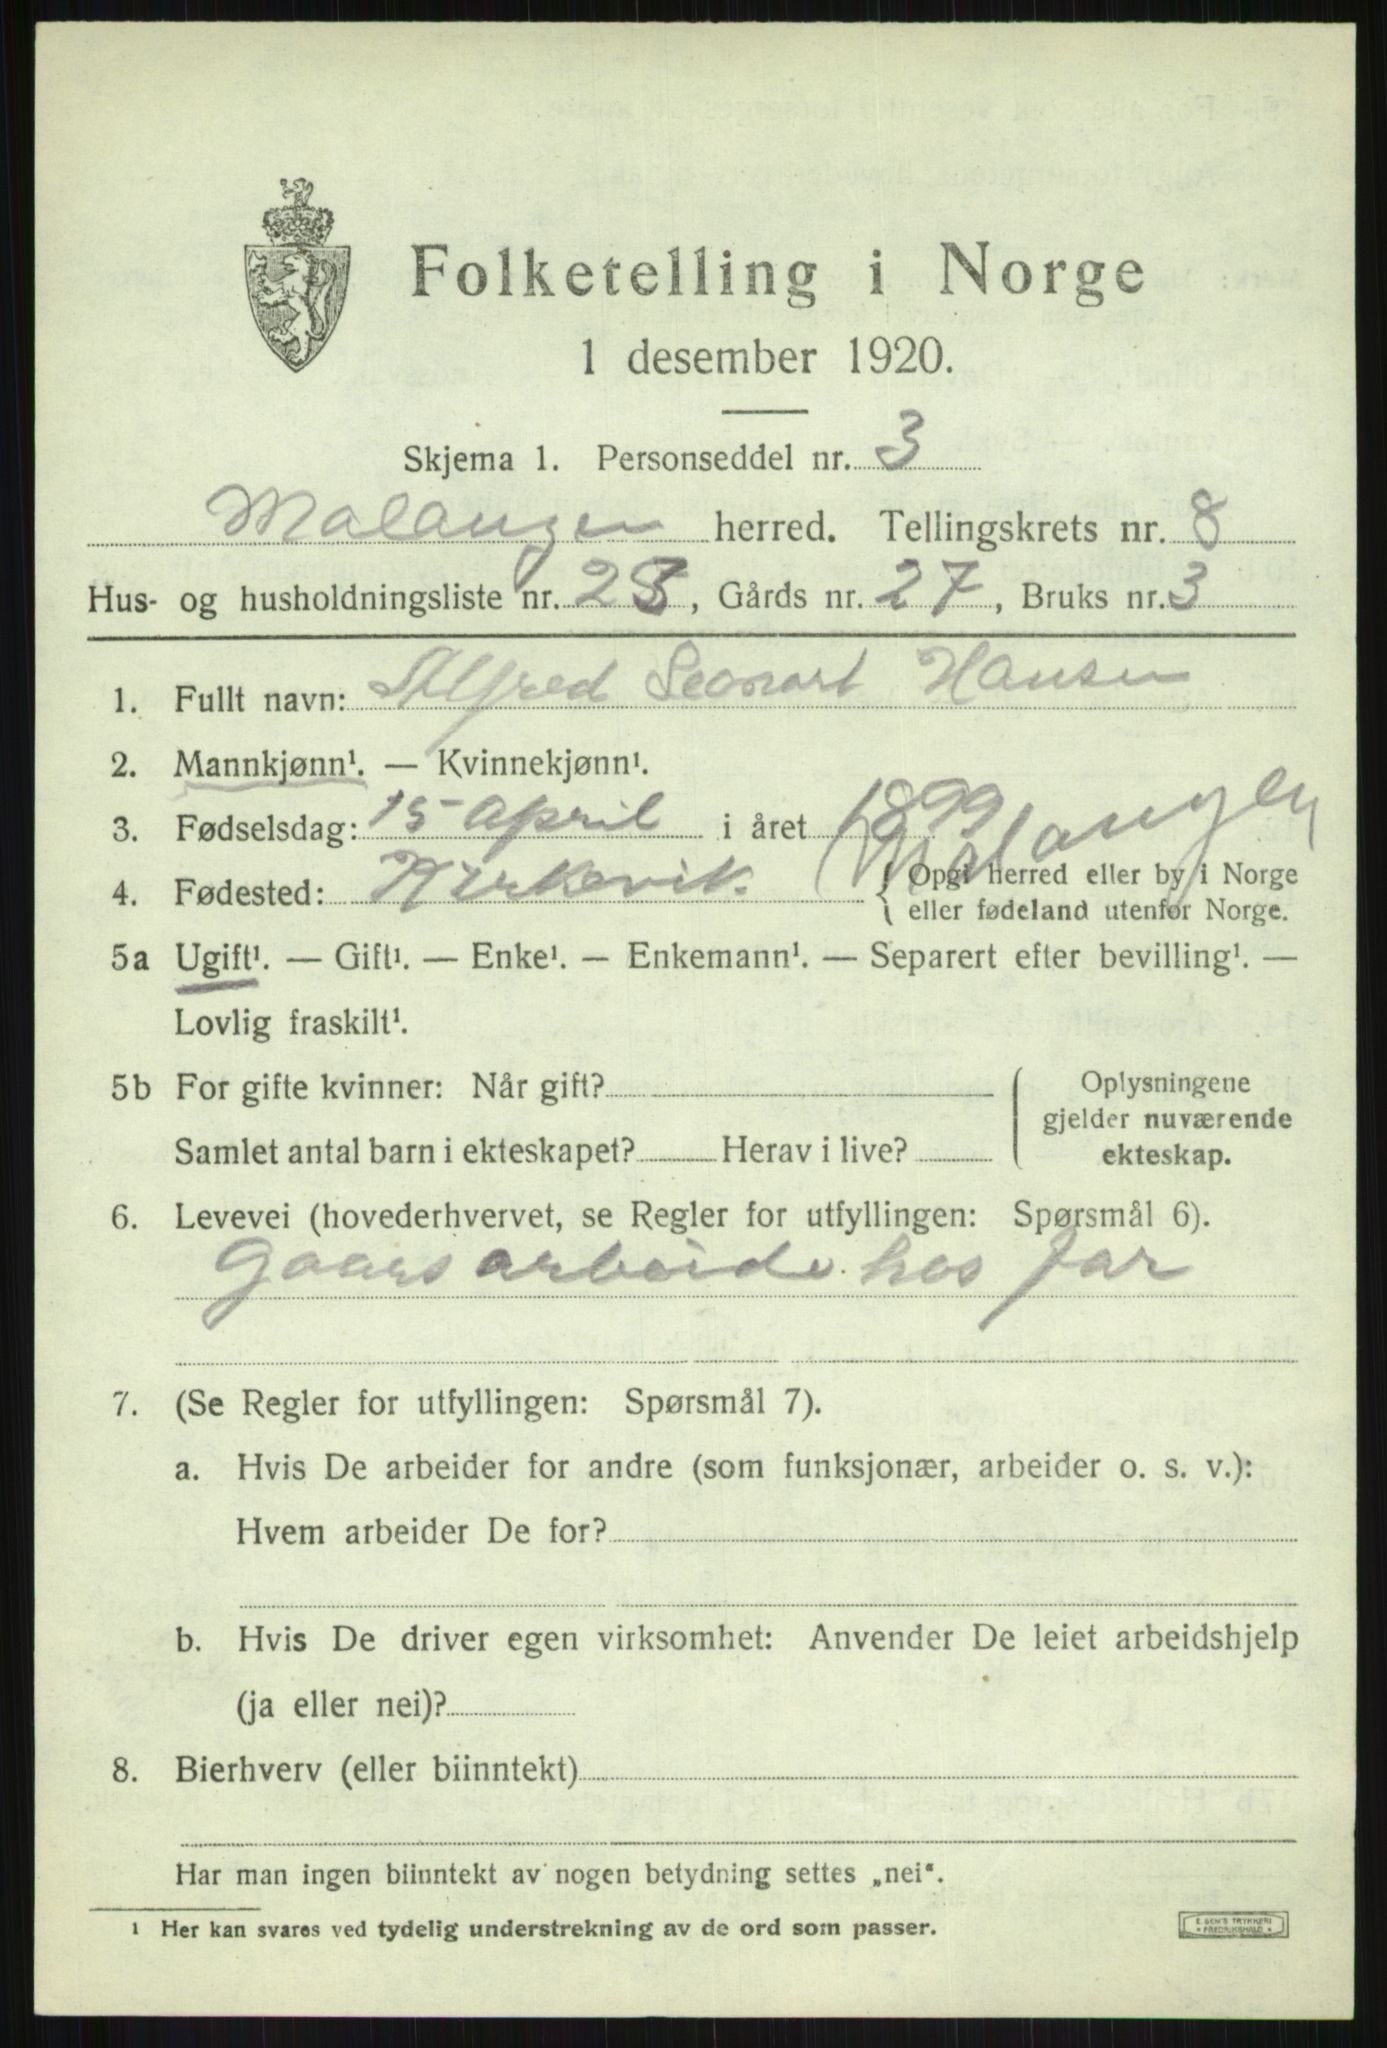 Folketelling i Norge
1 desember 1920.
Skjema 1. Personseddel nr. 3
Malangen herred. Tellingskrets nr. 8
Hus- og husholdningsliste nr. 23, Gårds nr. 27, Bruks nr. 3
1. Fullt navn: Alfred Leonart Hansen
2. Mannkjønn¹. — Kvinnekjønn¹.
3. Fødselsdag: 15 april i året 1899
4. Fødested: Kirkevik. (Malangen { Opgi herred eller by i Norge
eller fødeland utenfor Norge.
5a Ugift¹. — Gift¹. — Enke¹. — Enkemann¹. — Separert efter bevilling¹. —
Lovlig fraskilt¹.
5b For gifte kvinner: Når gift?
Samlet antal barn i ekteskapet? Herav i live?
Oplysningene
gjelder nuværende
ekteskap.
6. Levevei (hovederhvervet, se Regler for utfyllingen: Spørsmål 6).
Gaarsarbeide hos far
7. (Se Regler for utfyllingen: Spørsmål 7).
a. Hvis De arbeider for andre (som funksjonær, arbeider o. s. v.):
Hvem arbeider De for?
b. Hvis De driver egen virksomhet: Anvender De leiet arbeidshjelp
(ja eller nei)?
8. Bierhverv (eller biinntekt)
Har man ingen biinntekt av nogen betydning settes „nei“.
¹ Her kan svares ved tydelig understrekning av de ord som passer.
E. SEM'S TRYKKERI
FREDRIKSHALD